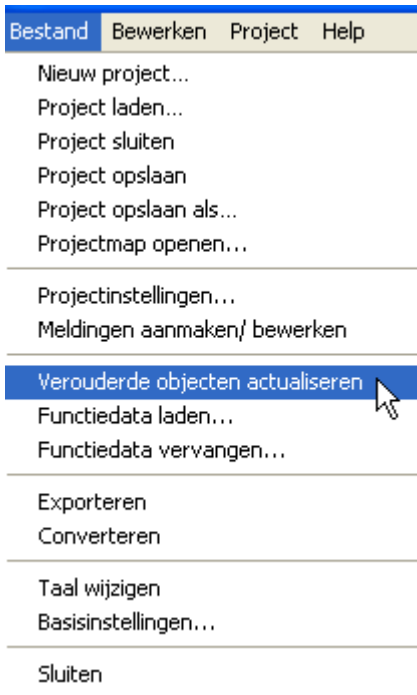 Bestand Bewerken Project Help
Nieuw project...
Project laden...
Project sluiten
Project opslaan
Project opslaan als...
Projectmap openen...
Projectinstellingen...
Meldingen aanmaken/ bewerken
Verouderde objecten actualiseren
Functiedata laden...
Functiedata vervangen...
Exporteren
Converteren
Taal wijzigen
Basisinstellingen...
Sluiten